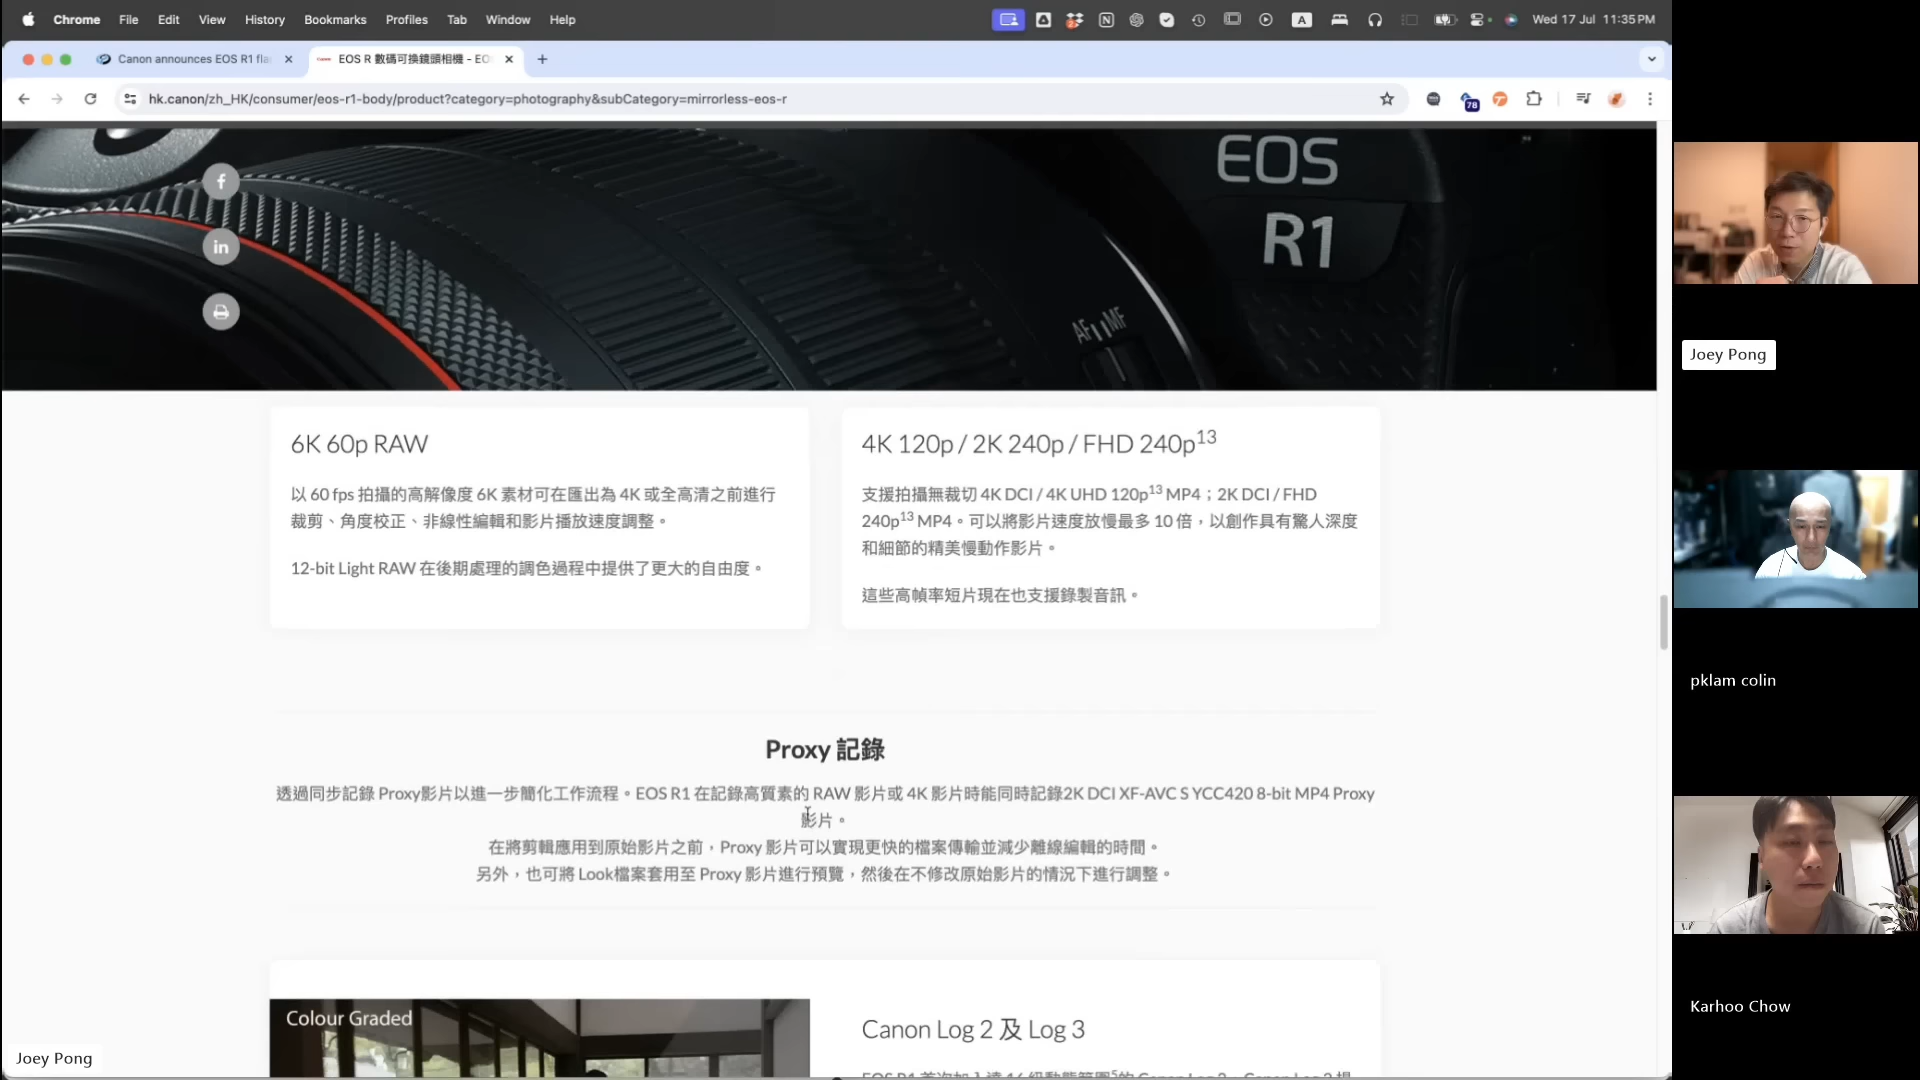 Chrome File Edit View History Bookmarks Profiles Tab Window Help
A
Wed 17 Jul 11:35 PM
Canon announces EOS R1 fla
EOS R 數碼可換鏡頭相機 - EO
hk.canon/zh_HK/consumer/eos-r1-body/product?category=photography&subCategory=mirrorless-eos-r
78
EOS
R1
AF MF
f
in
6K 60p RAW
以 60 fps 拍攝的高解像度 6K 素材可在匯出為 4K 或全高清之前進行
裁剪、角度校正、非線性編輯和影片播放速度調整。
12-bit Light RAW 在後期處理的調色過程中提供了更大的自由度。
4K 120p / 2K 240p / FHD 240p13
支援拍攝無裁切 4K DCI / 4K UHD 120p13 MP4；2K DCI / FHD
240p13 MP4。可以將影片速度放慢最多 10 倍，以創作具有驚人深度
和細節的精美慢動作影片。
這些高幀率短片現在也支援錄製音訊。
Proxy 記錄
透過同步記錄 Proxy影片以進一步簡化工作流程。EOS R1 在記錄高質素的 RAW 影片或 4K 影片時能同時記錄2K DCI XF-AVC S YCC420 8-bit MP4 Proxy
影片。
在將剪輯應用到原始影片之前，Proxy 影片可以實現更快的檔案傳輸並減少離線編輯的時間。
另外，也可將 Look檔案套用至 Proxy 影片進行預覽，然後在不修改原始影片的情況下進行調整。
Colour Graded
Canon Log 2 及 Log 3
Joey Pong
Joey Pong
pklam colin
Karhoo Chow